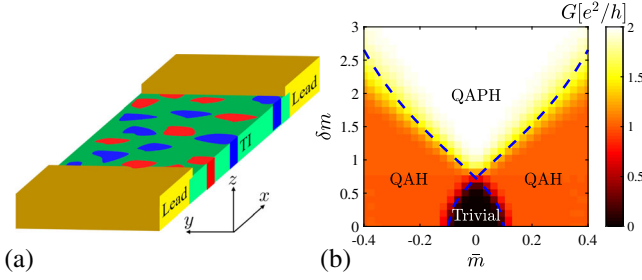 Lead
TI
Lead
y
z
x
(a)
G[e²/h]
3
2.5
2
1.5
1
0.5
0
δm
-0.4
-0.2
0
0.2
0.4
m̄
QAPH
QAH
QAH
Trivial
2
1.5
1
0.5
0
(b)